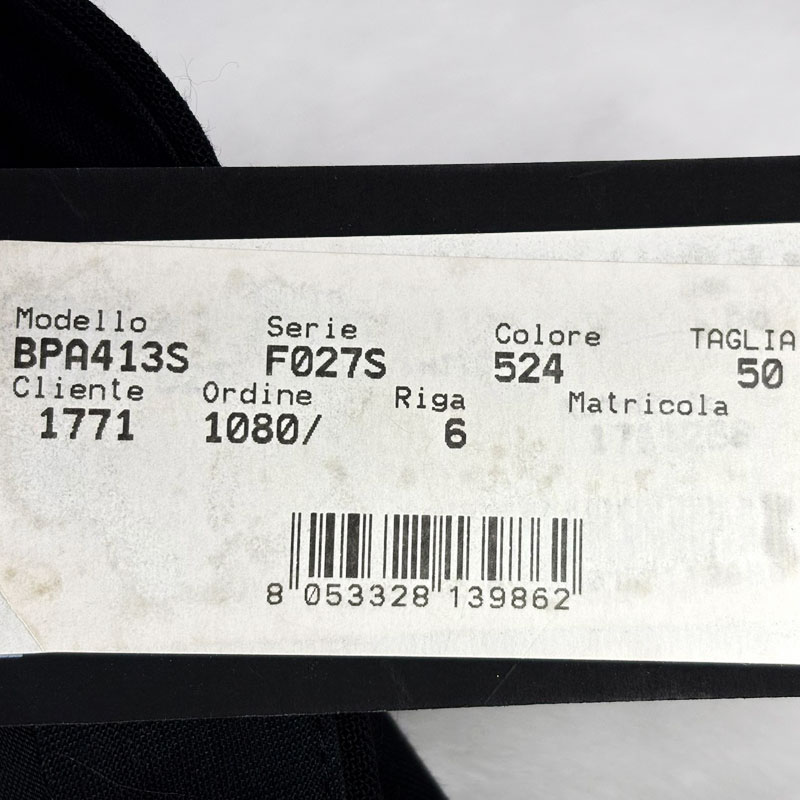 Modello Serie Colore TAGLIA
BPA413S F027S 524 50
Cliente Ordine Riga Matricola
1771 1080/ 6
8 053328 139862